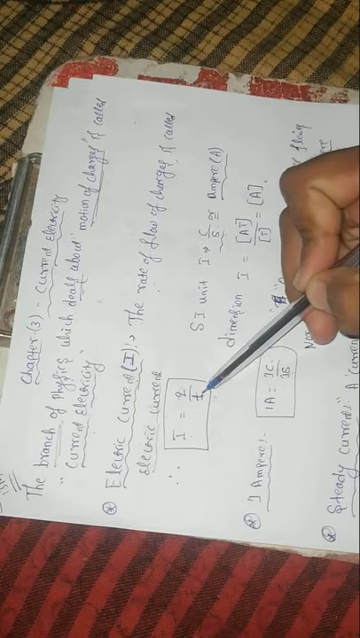 Chapter (3) - Current Electricity
The branch of Physics which deals about motion of charges is called
"Current Electricity"
Electric Current (I) :→ The rate of flow of charges is called
Electric current
∴ I = q/t
SI unit I → C/S or Ampere (A)
dimension I = [AT]/[T] = [A].
1 Ampere :-
1A = 1C/1S
Steady current :- A current